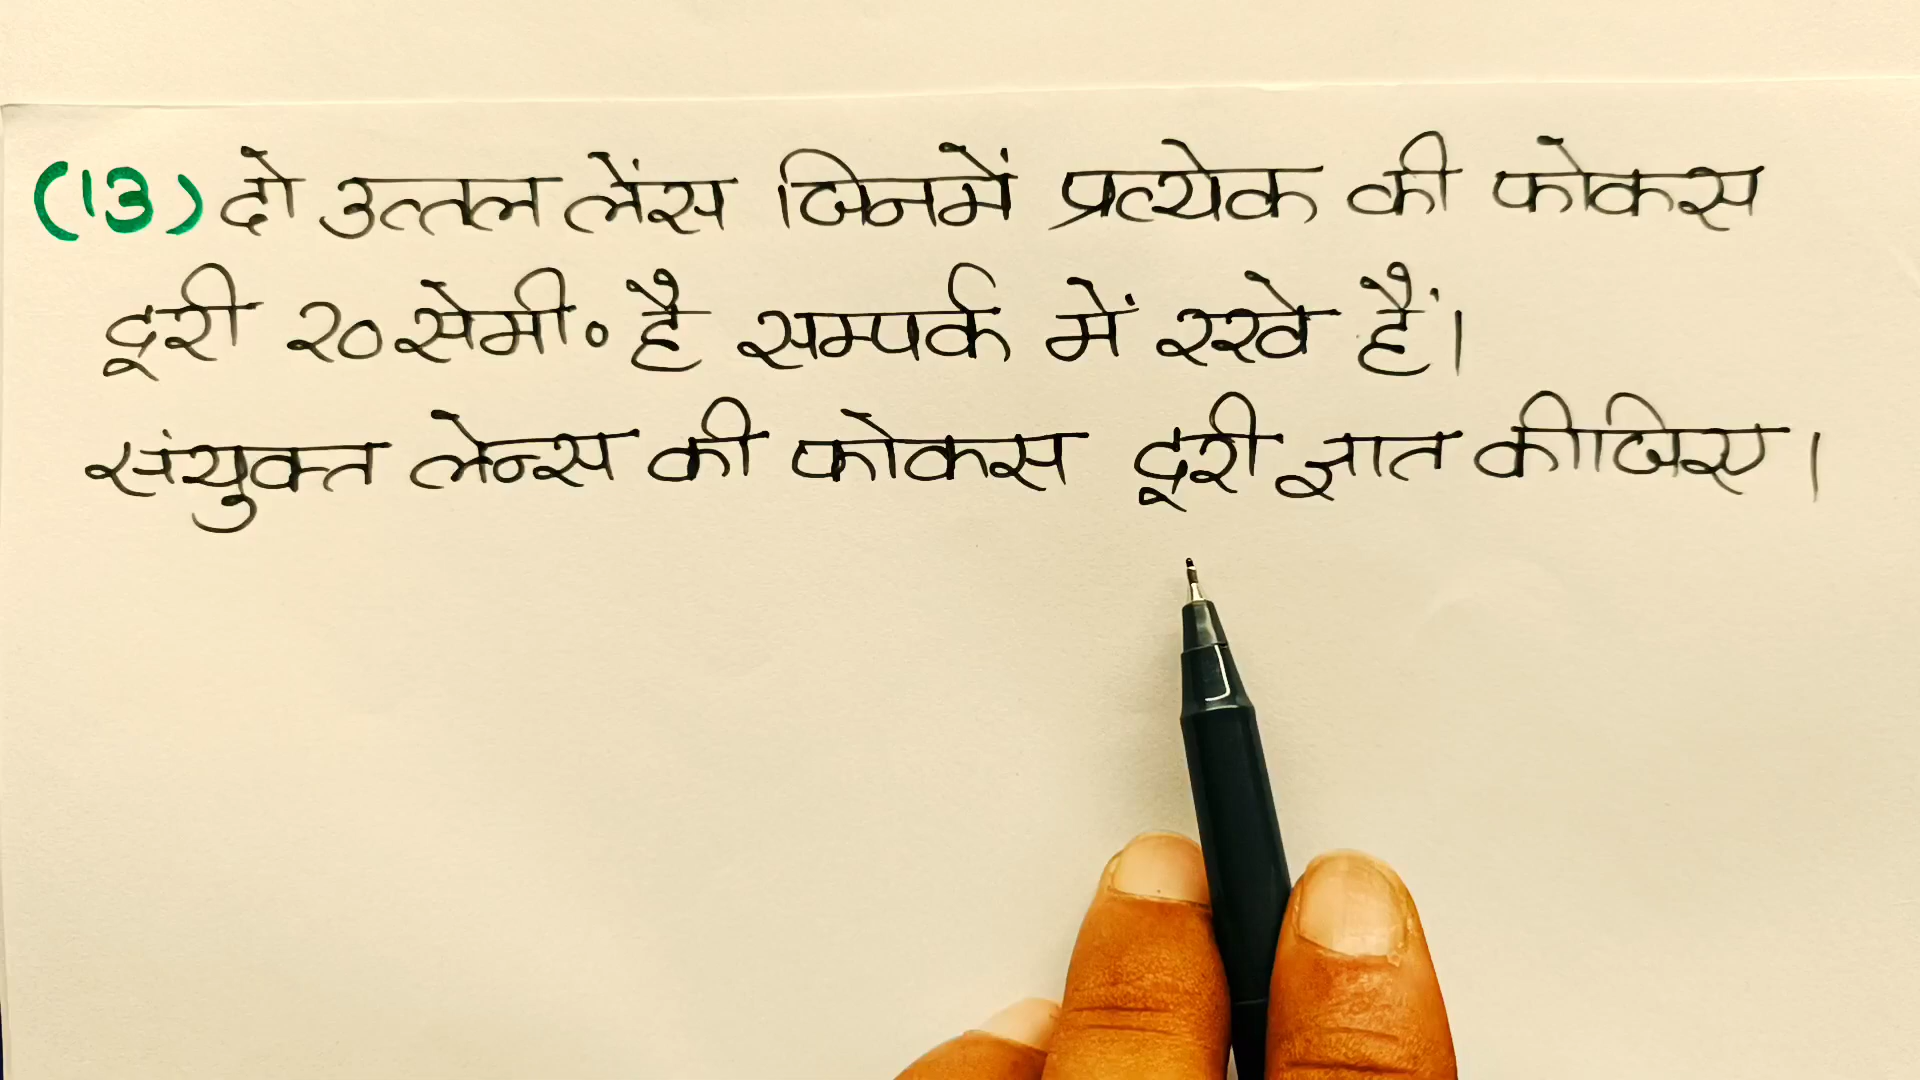 (13) दो उत्तल लेंस जिनमें प्रत्येक की फोकस
दूरी 20 सेमी० है सम्पर्क में रखे हैं।
संयुक्त लेन्स की फोकस दूरी ज्ञात कीजिए।